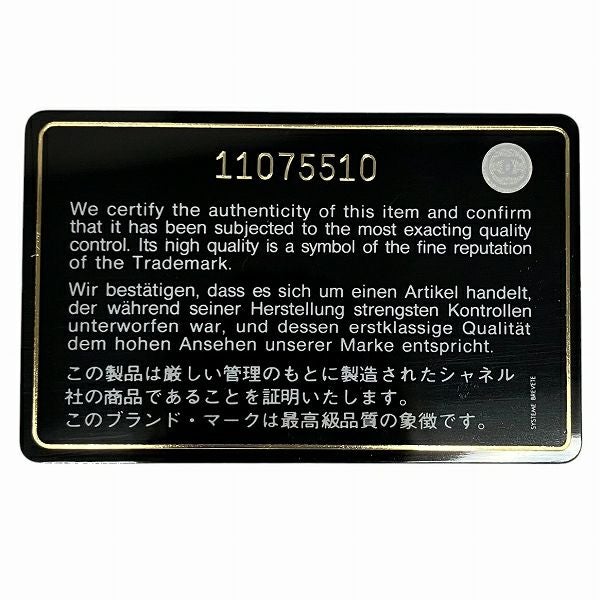 11075510
We certify the authenticity of this item and confirm
that it has been subjected to the most exacting quality
control. Its high quality is a symbol of the fine reputation
of the Trademark.
Wir bestätigen, dass es sich um einen Artikel handelt,
der während seiner Herstellung strengsten Kontrollen
unterworfen war, und dessen erstklassige Qualität
dem hohen Ansehen unserer Marke entspricht.
この製品は厳しい管理のもとに製造されたシャネル
社の商品であることを証明いたします。
このブランド・マークは最高級品質の象徴です。
SYSTEME BREVETE